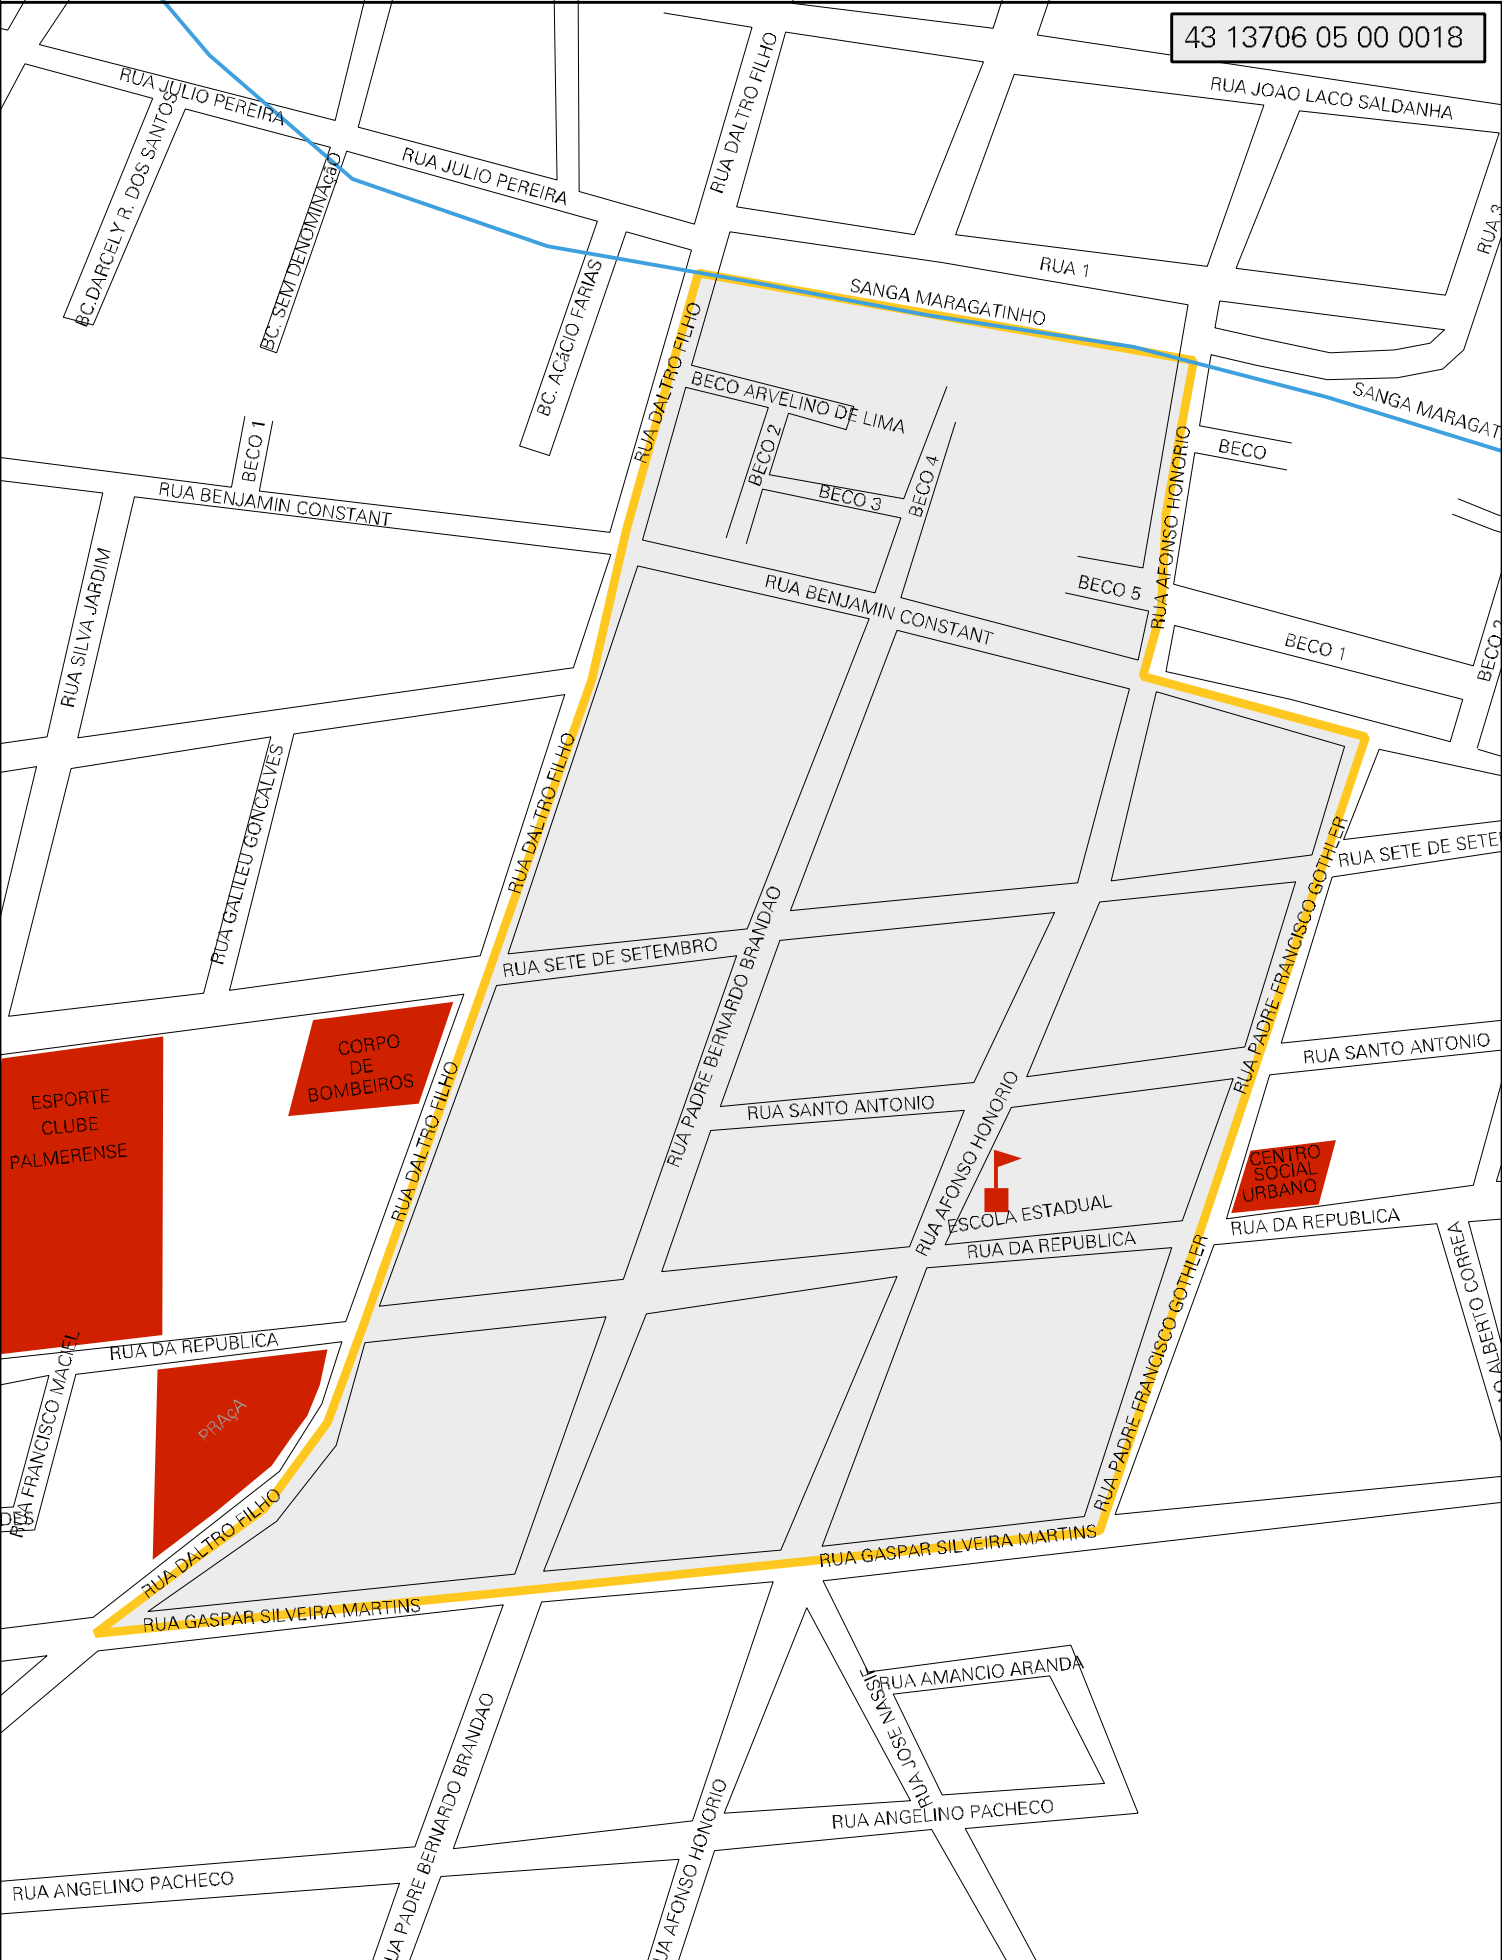 43 13706 05 00 0018
RUA JOAO LACO SALDANHA
RUA JULIO PEREIRA
RUA DALTRO FILHO
BC.DARCELY R. DOS SANTOS
BC. SEM DENOMINAçãO
RUA JULIO PEREIRA
RUA 3
RUA 1
BC. ACáCIO FARIAS
SANGA MARAGATINHO
RUA DALTRO FILHO
BECO ARVELINO DE LIMA
SANGA MARAGAT
BECO 1
BECO 2
BECO 4
BECO
RUA AFONSO HONORIO
BECO 3
RUA BENJAMIN CONSTANT
RUA SILVA JARDIM
RUA BENJAMIN CONSTANT
BECO 5
BECO 1
BECO 2
RUA GALILEU GONCALVES
RUA DALTRO FILHO
RUA PADRE FRANCISCO GOTHLER
RUA SETE DE SETE
RUA SETE DE SETEMBRO
RUA PADRE BERNARDO BRANDAO
CORPO
DE
BOMBEIROS
RUA SANTO ANTONIO
ESPORTE
CLUBE
PALMERENSE
RUA DALTRO FILHO
RUA SANTO ANTONIO
RUA AFONSO HONORIO
CENTRO
SOCIAL
URBANO
ESCOLA ESTADUAL
RUA DA REPUBLICA
RUA DA REPUBLICA
RUA DA REPUBLICA
ALBERTO CORREA
RUA PADRE FRANCISCO GOTHLER
RUA FRANCISCO MACIEL
PRAçA
DES
RUA DALTRO FILHO
RUA GASPAR SILVEIRA MARTINS
RUA GASPAR SILVEIRA MARTINS
RUA AMANCIO ARANDA
RUA JOSE NASSIF
RUA PADRE BERNARDO BRANDAO
RUA AFONSO HONORIO
RUA ANGELINO PACHECO
RUA ANGELINO PACHECO